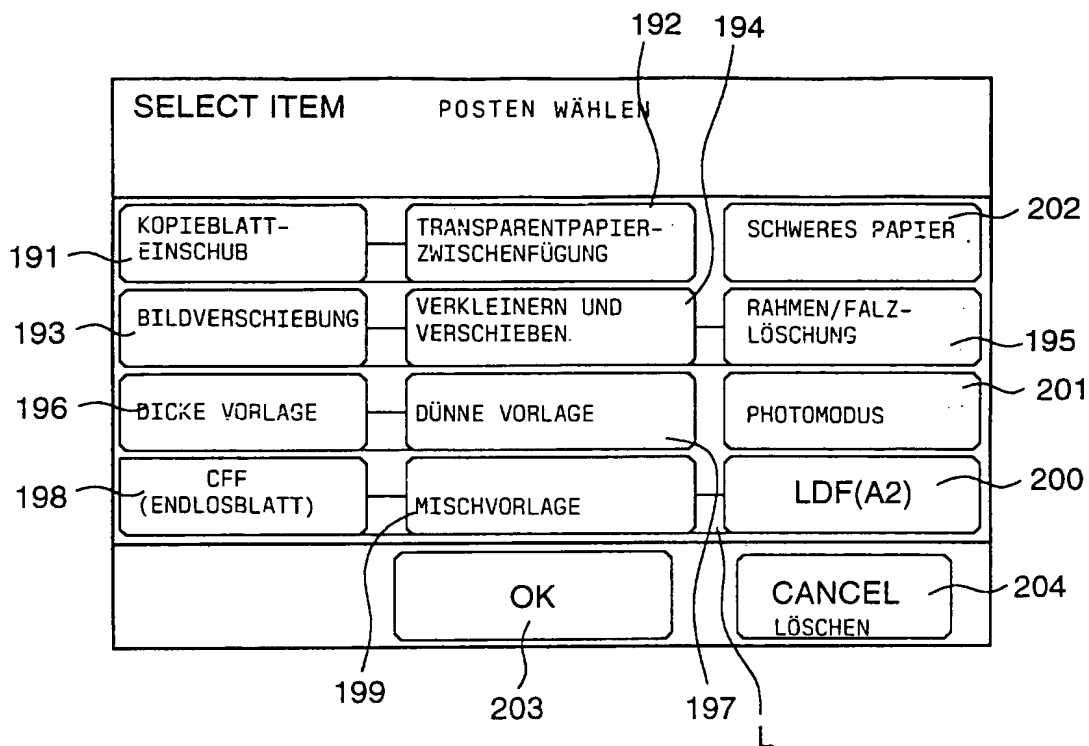 192 194
SELECT ITEM POSTEN WÄHLEN
KOPIEBLATT-
EINSCHUB
TRANSPARENTPAPIER-
ZWISCHENFÜGUNG
SCHWERES PAPIER
202
191
BILDVERSCHIEBUNG
VERKLEINERN UND
VERSCHIEBEN.
RAHMEN/FALZ-
LÖSCHUNG
193
195
196
DICKE VORLAGE
DÜNNE VORLAGE
PHOTOMODUS
201
198
CFF
(ENDLOSBLATT)
MISCHVORLAGE
LDF(A2)
200
OK
CANCEL
LÖSCHEN
204
199
203
197
L